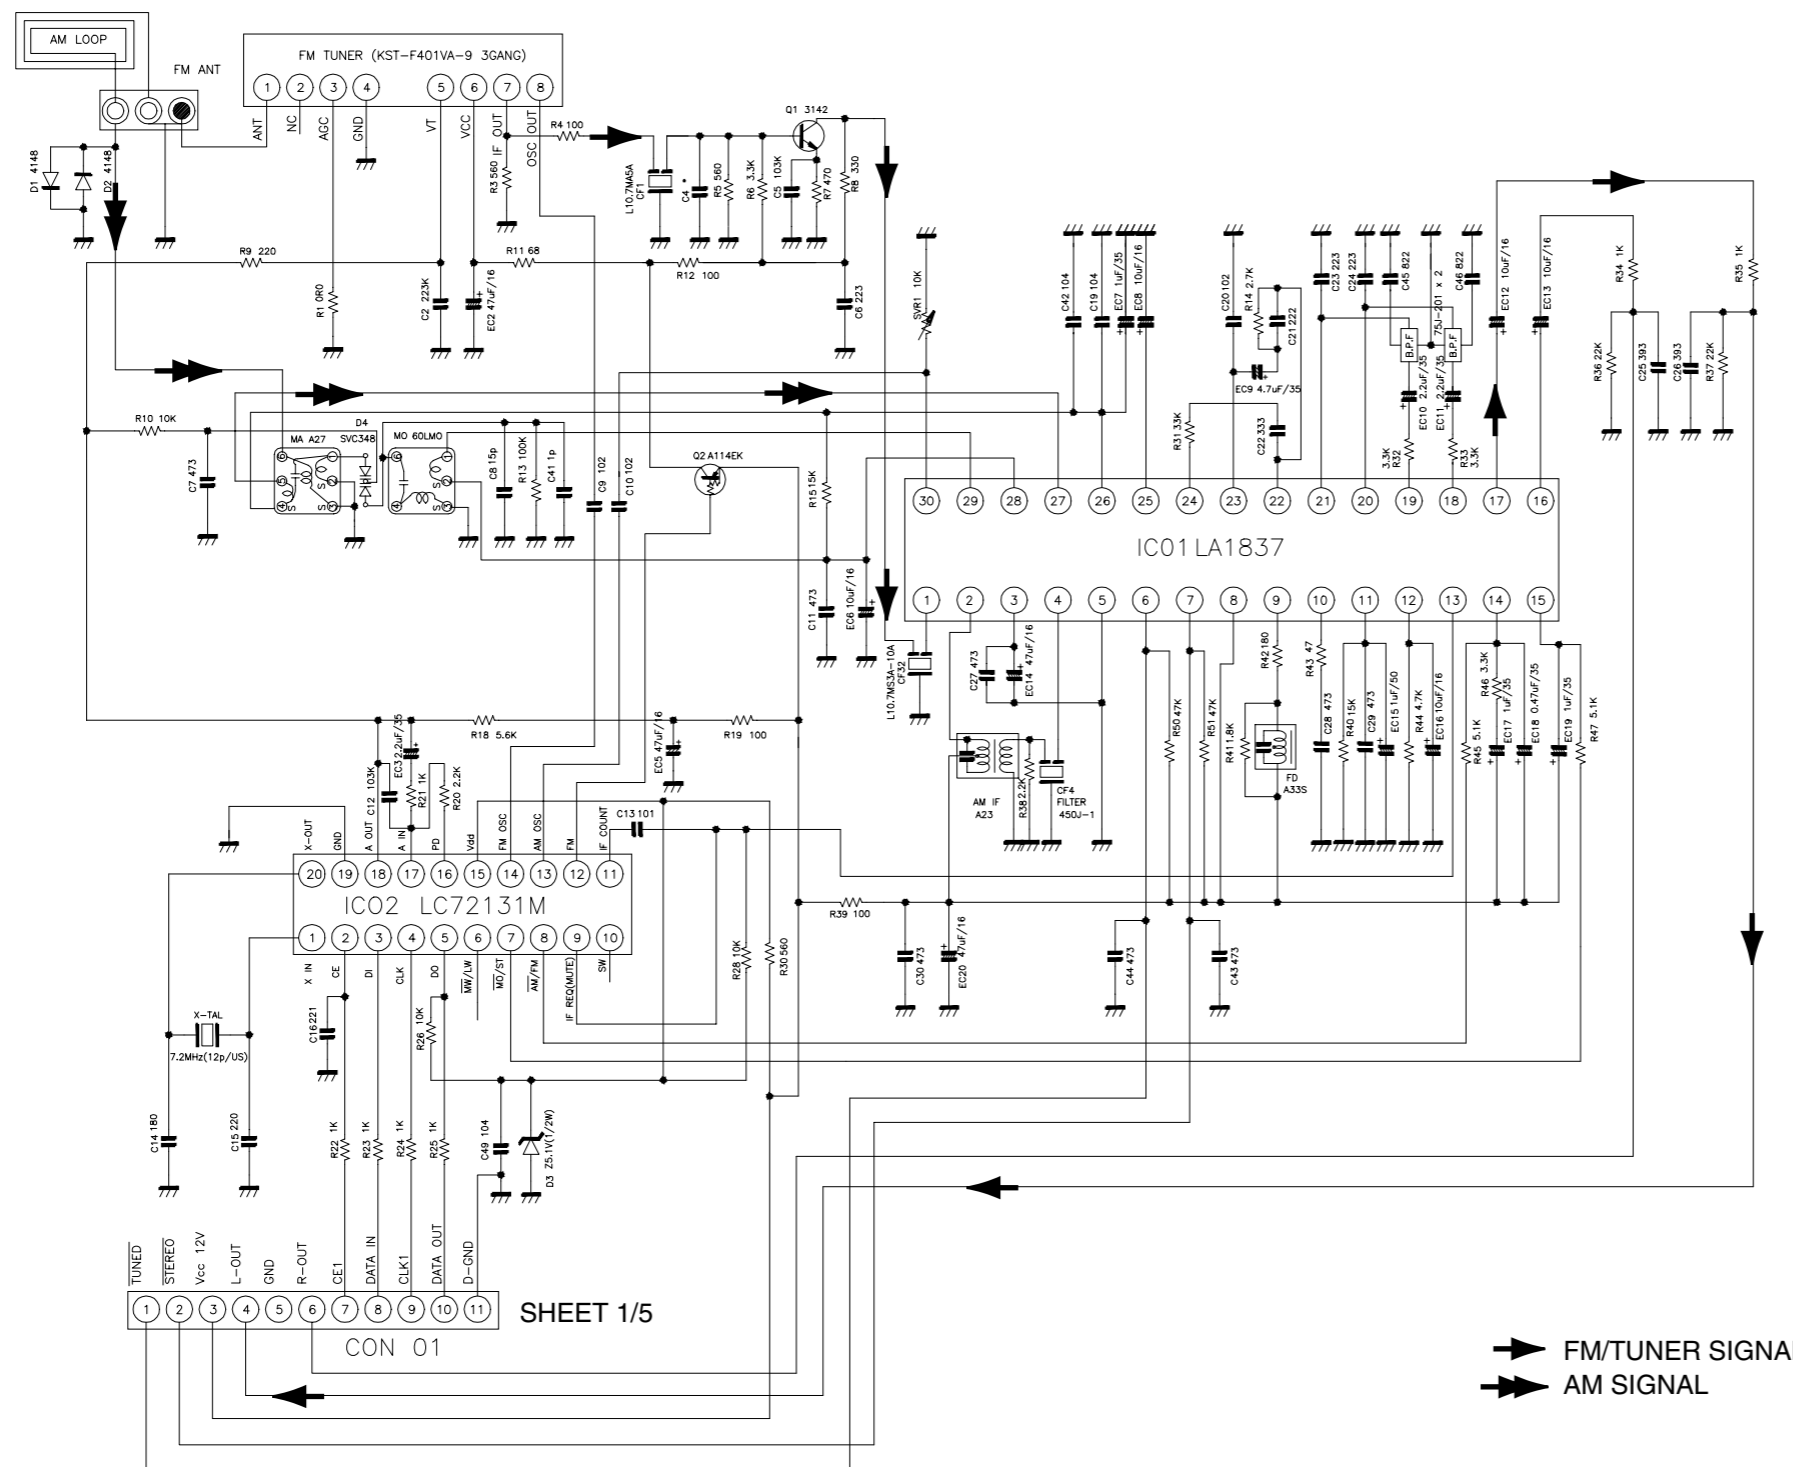 AM LOOP
FM ANT
FM TUNER (KST-F401VA-9 3GANG)
1 2 3 4 5 6 7 8
ANT
NC
AGC
GND
VT
VCC
IF OUT
OSC OUT
D1 4148
D2 4148
R4 100
R3 560
L10.7MA5A
CF1
C4 *
R5 560
R6 3.3K
C5 103K
Q1 3142
R7 470
R8 330
R9 220
R11 68
R12 100
R1 0R0
C2 223K
EC2 47uF/16
C6 223
SVR1 10K
C42 104
C19 104
EC7 1uF/35
EC8 10uF/16
C20 102
R14 2.7K
C21 222
EC9 4.7uF/35
C23 223
C24 223
C45 822
75J-201 x 2
C46 822
B.P.F
B.P.F
EC12 10uF/16
EC13 10uF/16
R34 1K
R35 1K
R36 22K
C25 393
C26 393
R37 22K
EC10 2.2uF/35
EC11 2.2uF/35
R31 33K
C22 333
3.3K
R32
R33
3.3K
R10 10K
C7 473
MA A27
D4
SVC348
MO 60LMO
6 1 5 2 4 3 S S S
6 1 2 4 3 S S
C8 15p
R13 100K
C41 1p
C9 102
C10 102
Q2 A114EK
R15 15K
30 29 28 27 26 25 24 23 22 21 20 19 18 17 16
IC01 LA1837
1 2 3 4 5 6 7 8 9 10 11 12 13 14 15
C11 473
EC6 10uF/16
L10.7MS3A-10A
CF32
C27 473
EC14 47uF/16
R42 180
R43 47
R50 47K
R51 47K
R41 1.8K
C28 473
R40 15K
C29 473
EC15 1uF/50
R44 4.7K
EC16 10uF/16
R45 5.1K
R46 3.3K
EC17 1uF/35
EC18 0.47uF/35
EC19 1uF/35
R47 5.1K
AM IF
A23
R38 2.2K
CF4
FILTER
450J-1
FD
A33S
EC3 2.2uF/35
R18 5.6K
EC5 47uF/16
R19 100
C12 103K
R21 1K
R20 2.2K
C13 101
X-OUT
GND
A OUT
A IN
PD
Vdd
FM OSC
AM OSC
FM
IF COUNT
20 19 18 17 16 15 14 13 12 11
IC02 LC72131M
1 2 3 4 5 6 7 8 9 10
X IN
CE
DI
CLK
DO
MW/LW
MO/ST
AM/FM
IF REQ(MUTE)
SW
R39 100
R28 10K
R30 560
C30 473
EC20 47uF/16
C44 473
C43 473
X-TAL
7.2MHz(12p/US)
C16 221
R26 10K
C14 180
C15 220
R22 1K
R23 1K
R24 1K
R25 1K
C49 104
D3 Z5.1V(1/2W)
TUNED
STEREO
Vcc 12V
L-OUT
GND
R-OUT
CE1
DATA IN
CLK1
DATA OUT
D-GND
1 2 3 4 5 6 7 8 9 10 11
SHEET 1/5
CON 01
FM/TUNER SIGNAL
AM SIGNAL